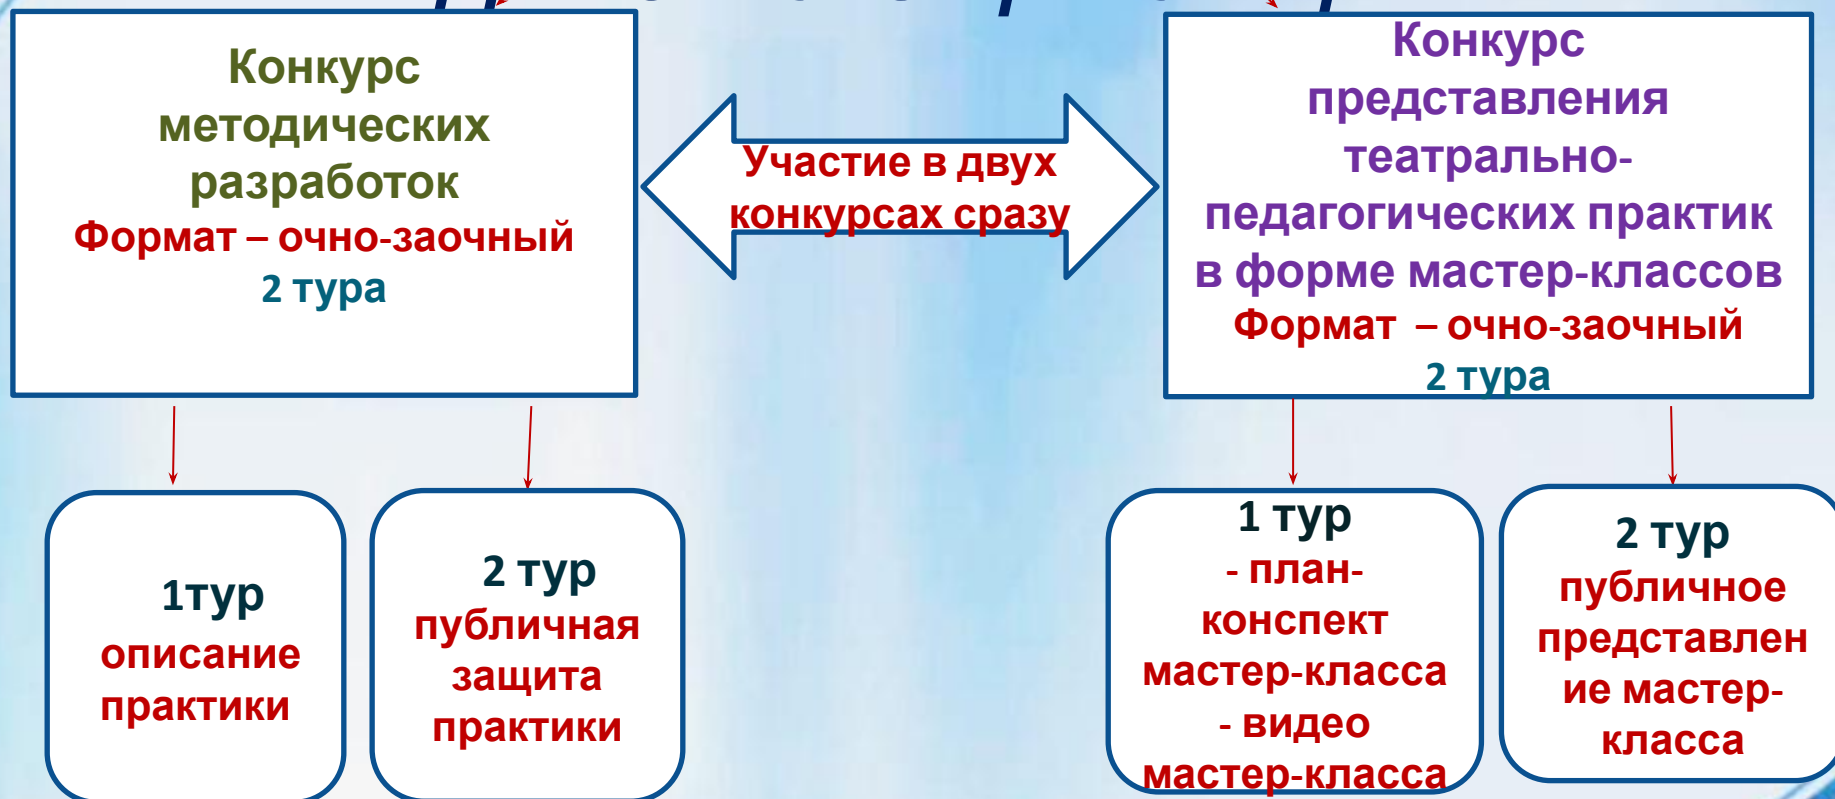 Конкурс
методических
разработок
Формат – очно-заочный
2 тура
Участие в двух
конкурсах сразу
Конкурс
представления
театрально-
педагогических практик
в форме мастер-классов
Формат – очно-заочный
2 тура
1тур
описание
практики
2 тур
публичная
защита
практики
1 тур
- план-
конспект
мастер-класса
- видео
мастер-класса
2 тур
публичное
представлен
ие мастер-
класса